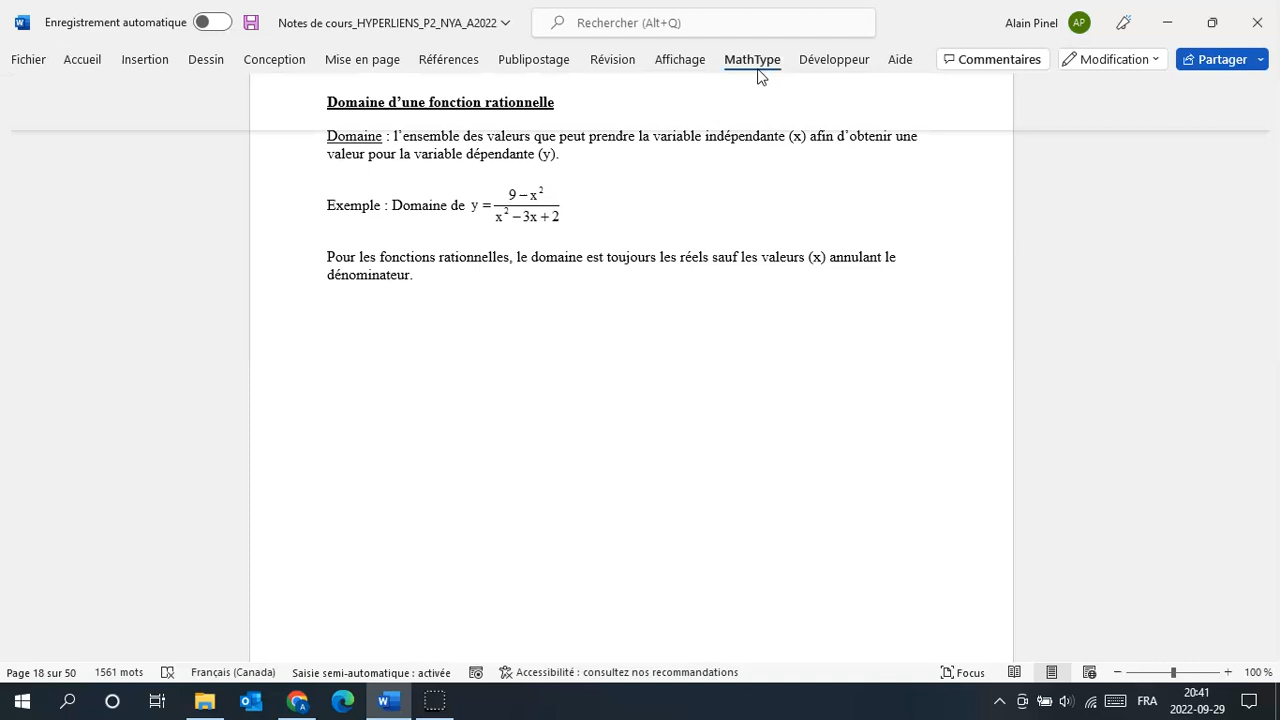 Enregistrement automatique
Notes de cours_HYPERLIENS_P2_NYA_A2022
Rechercher (Alt+Q)
Alain Pinel AP
Fichier Accueil Insertion Dessin Conception Mise en page Références Publipostage Révision Affichage MathType Développeur Aide Commentaires Modification Partager
Domaine d'une fonction rationnelle
Domaine : l'ensemble des valeurs que peut prendre la variable indépendante (x) afin d'obtenir une
valeur pour la variable dépendante (y).
Exemple : Domaine de y = (9 − x²)/(x² − 3x + 2)
Pour les fonctions rationnelles, le domaine est toujours les réels sauf les valeurs (x) annulant le
dénominateur.
Page 18 sur 50 1561 mots Français (Canada) Saisie semi-automatique : activée Accessibilité : consultez nos recommandations Focus 100 %
FRA 20:41
2022-09-29